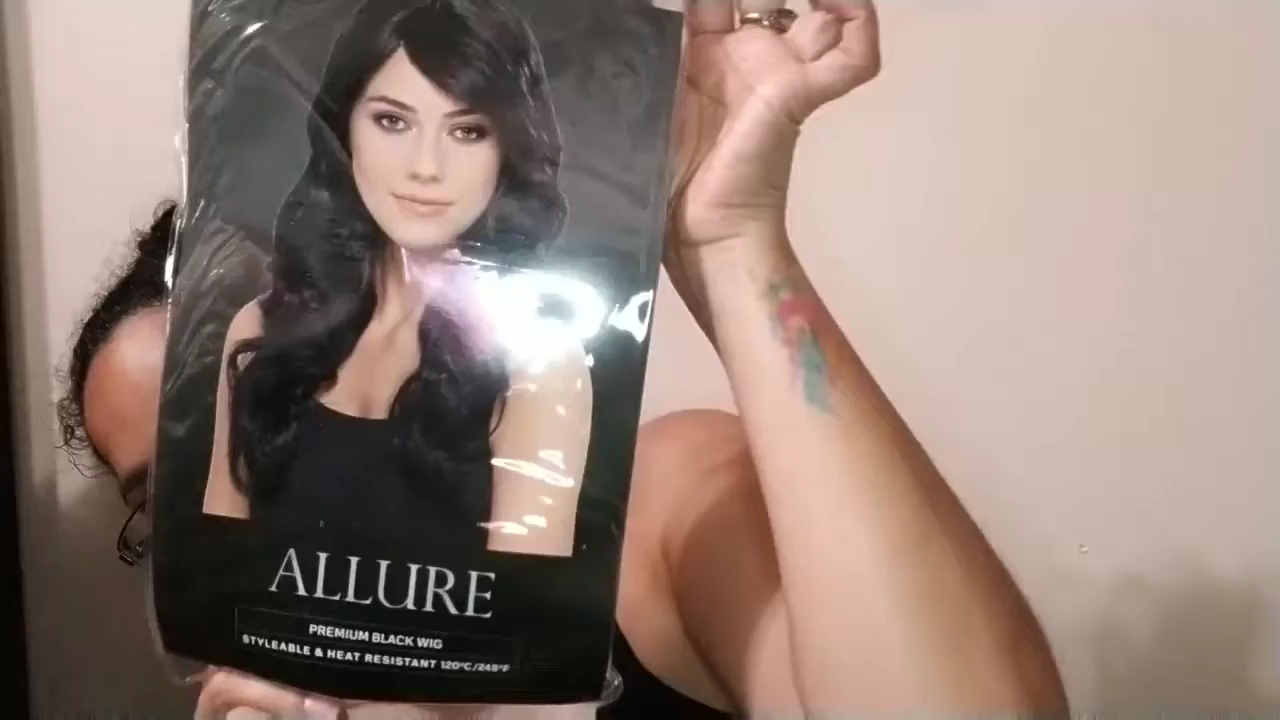 ALLURE
PREMIUM BLACK WIG
STYLEABLE & HEAT RESISTANT 120°C/248°F